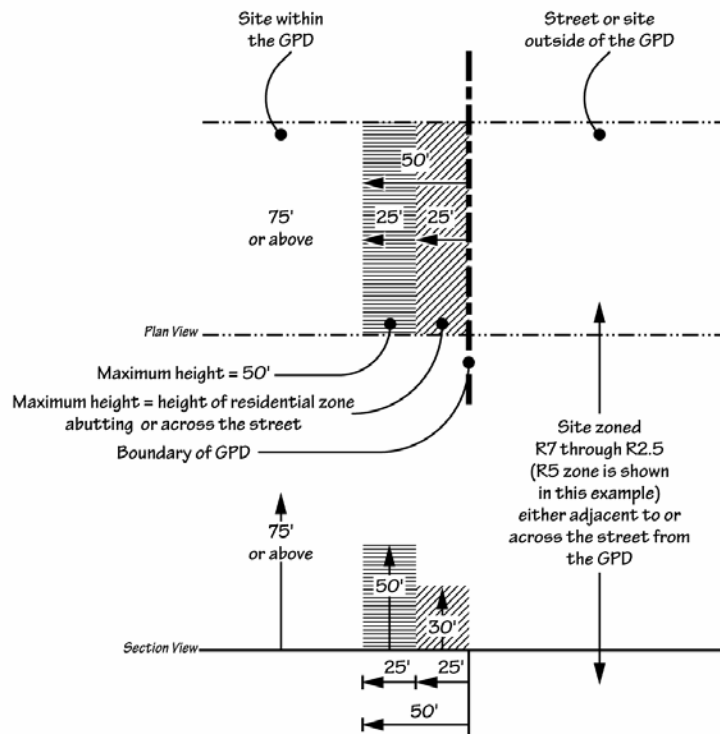 Site within
the GPD
Street or site
outside of the GPD
50'
75'
or above
25'
25'
Plan View
Maximum height = 50'
Maximum height = height of residential zone
abutting or across the street
Boundary of GPD
Site zoned
R7 through R2.5
(R5 zone is shown
in this example)
either adjacent to or
across the street from
the GPD
75'
or above
50'
30'
Section View
25'
25'
50'